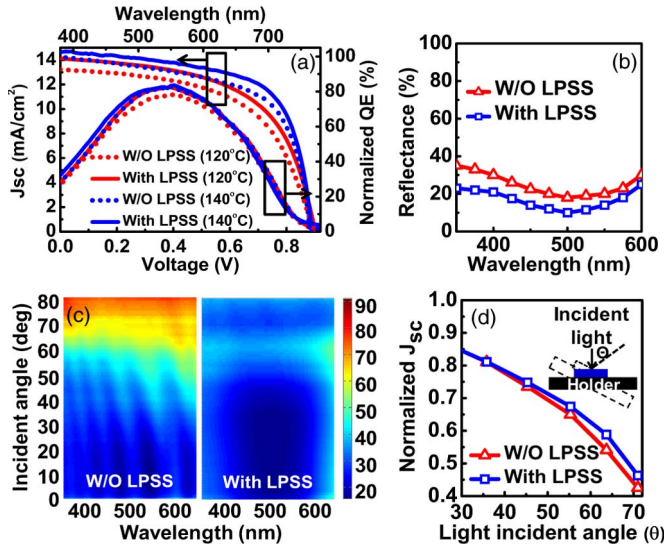 Wavelength (nm)
400 500 600 700
(a)
Jsc (mA/cm²)
14
12
10
8
6
4
2
0
100
80
60
40
20
0
Normalized QE (%)
W/O LPSS (120°C)
With LPSS (120°C)
W/O LPSS (140°C)
With LPSS (140°C)
0.0 0.2 0.4 0.6 0.8
Voltage (V)
(b)
Reflectance (%)
100
80
60
40
20
0
W/O LPSS
With LPSS
400 500 600
Wavelength (nm)
(c)
Incident angle (deg)
80
70
60
50
40
30
20
10
0
W/O LPSS
With LPSS
400 500 600 400 500 600
Wavelength (nm)
90
80
70
60
50
40
30
20
(d)
Normalized JSC
1.0
0.9
0.8
0.7
0.6
0.5
0.4
Incident
light
Θ
Holder
W/O LPSS
With LPSS
30 40 50 60 70
Light incident angle (θ)